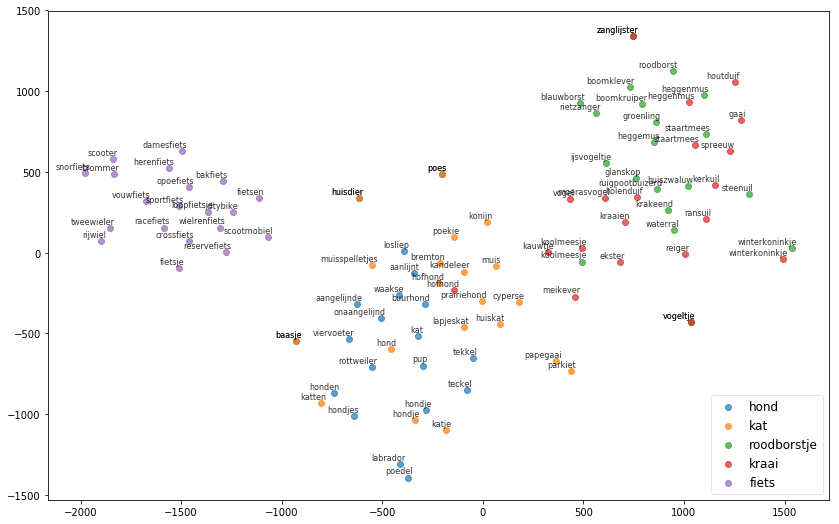 1500
zanglijster
roodborst
boomklever
houtduif
heggenmus
heggenmus
1000
blauwborst
boomkruiper
rietzanger
gaai
groenling
staartmees
heggemus
staartmees
spreeuw
damesfiets
scooter
herenfiets
ijsvogeltje
snorfiets
brommer
500
bakfiets
poes
opoefiets
glanskop
huiszwaluw
kerkuil
ruigpootbuizerd
steenuil
vouwfiets
sportfiets
fietsen
huisdier
vogel
moerasvogel
holenduif
citybike
krakeend
tweewieler
racefiets
wielrenfiets
konijn
kraaien
ransuil
rijwiel
crossfiets
scootmobiel
poekie
waterral
reservefiets
losliep
kauwtje
koolmeesje
winterkoninkje
0
fietsje
muisspelletjes
bremton
muis
koolmeesje
ekster
reiger
winterkoninkje
aanlijnt
kandeleer
hofhond
waakse
hofhond
meikever
aangelijnde
buurhond
prairiehond
cyperse
onaangelijnd
lapjeskat
huiskat
vogeltje
-500
baasje
viervoeter
kat
hond
papegaai
tekkel
parkiet
rottweiler
pup
honden
teckel
katten
-1000
hondjes
hondje
hondje
katje
labrador
poedel
-1500
-2000 -1500 -1000 -500 0 500 1000 1500
hond
kat
roodborstje
kraai
fiets